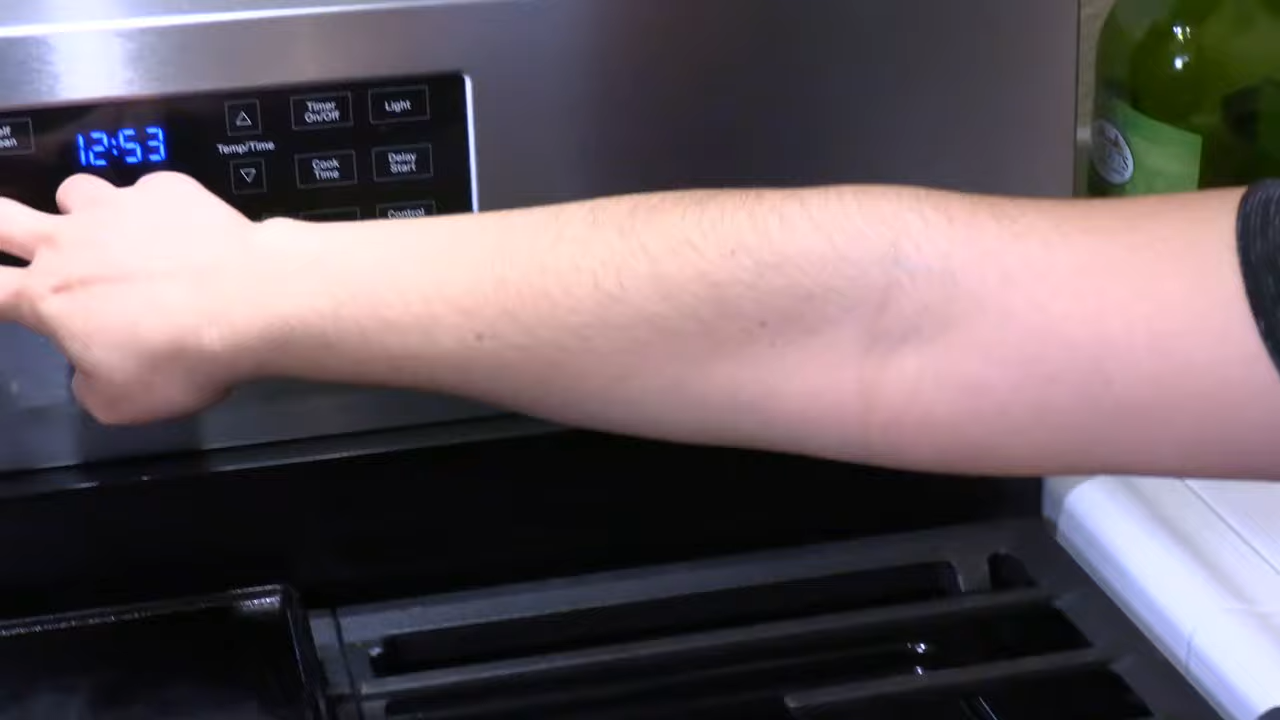 12:53
Temp/Time
Timer
On/Off
Light
Cook
Time
Delay
Start
Control